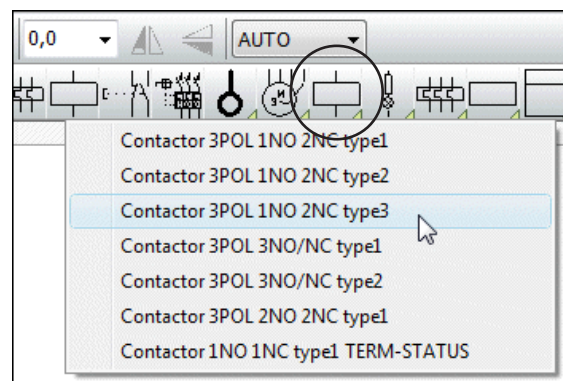 0,0 AUTO
M
3~
Contactor 3POL 1NO 2NC type1
Contactor 3POL 1NO 2NC type2
Contactor 3POL 1NO 2NC type3
Contactor 3POL 3NO/NC type1
Contactor 3POL 3NO/NC type2
Contactor 3POL 2NO 2NC type1
Contactor 1NO 1NC type1 TERM-STATUS